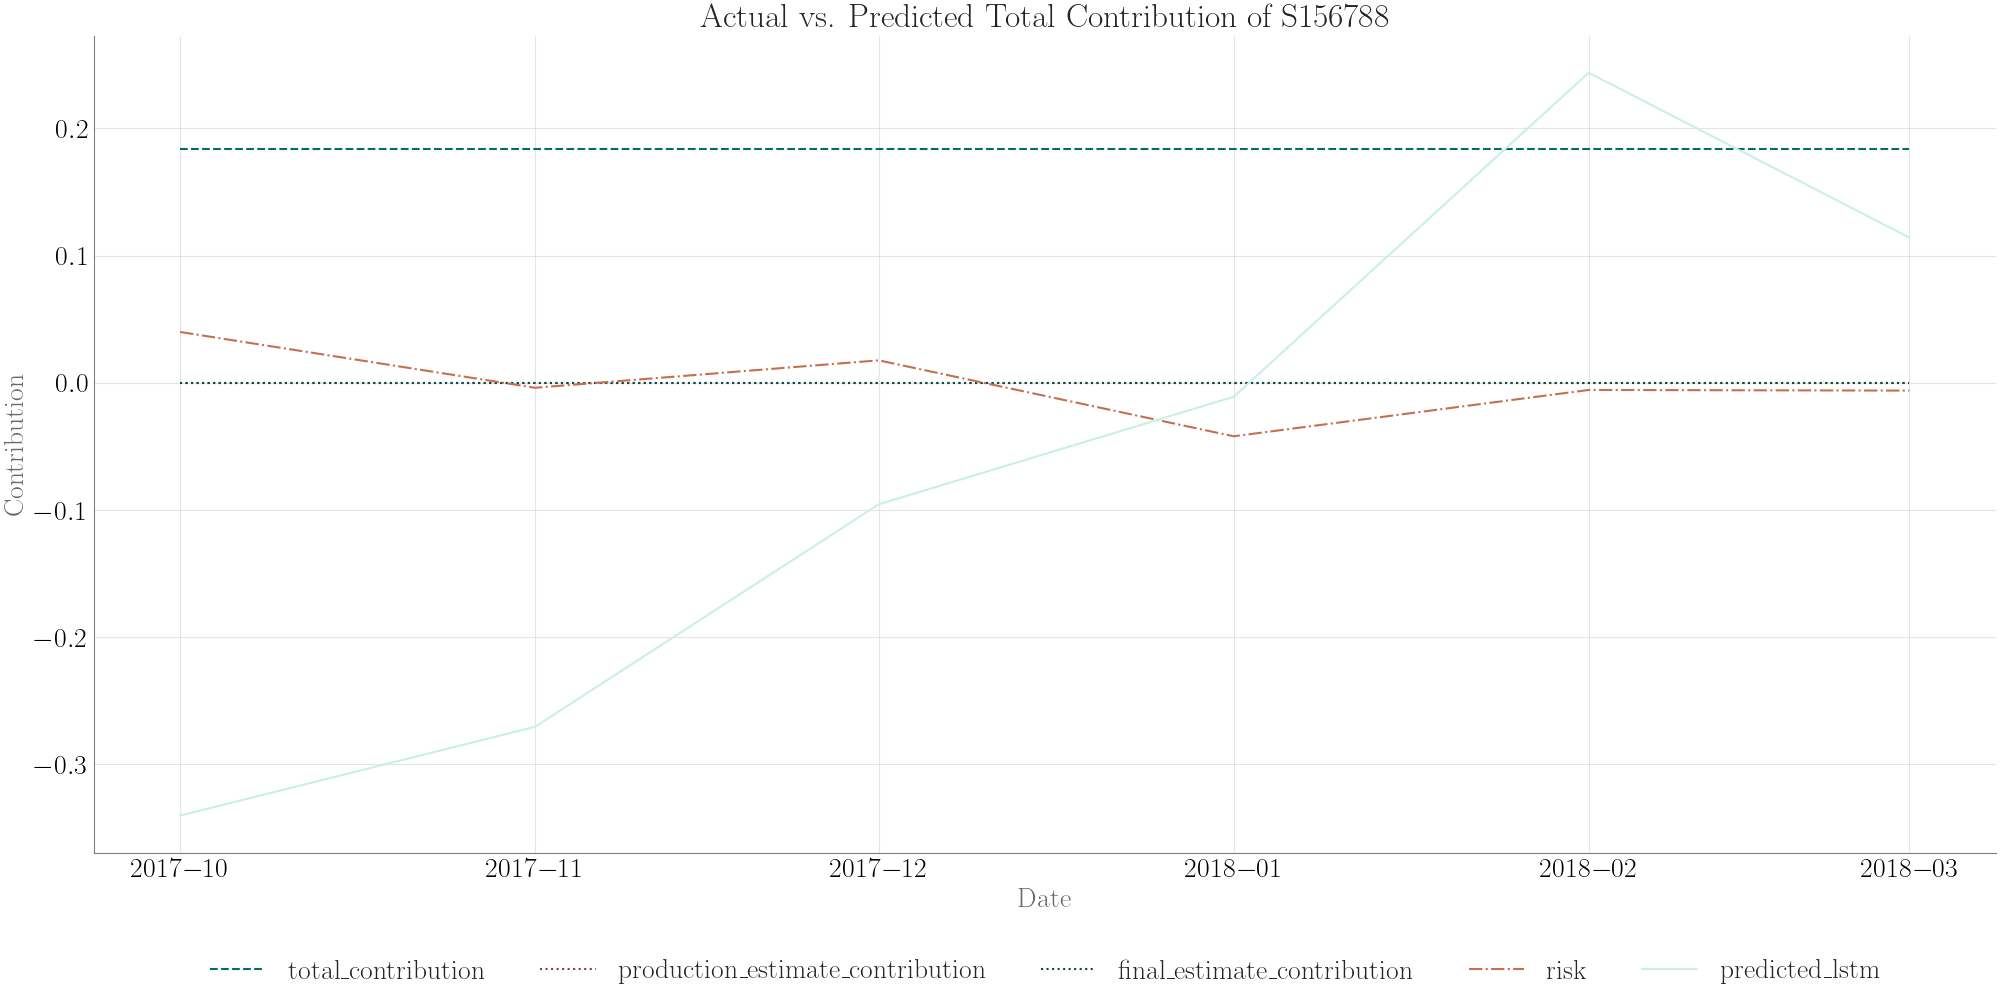 Actual vs. Predicted Total Contribution of S156788
0.2
0.1
0.0
−0.1
−0.2
−0.3
Contribution
2017–10 2017–11 2017–12 2018–01 2018–02 2018–03
Date
total_contribution production_estimate_contribution final_estimate_contribution risk predicted_lstm